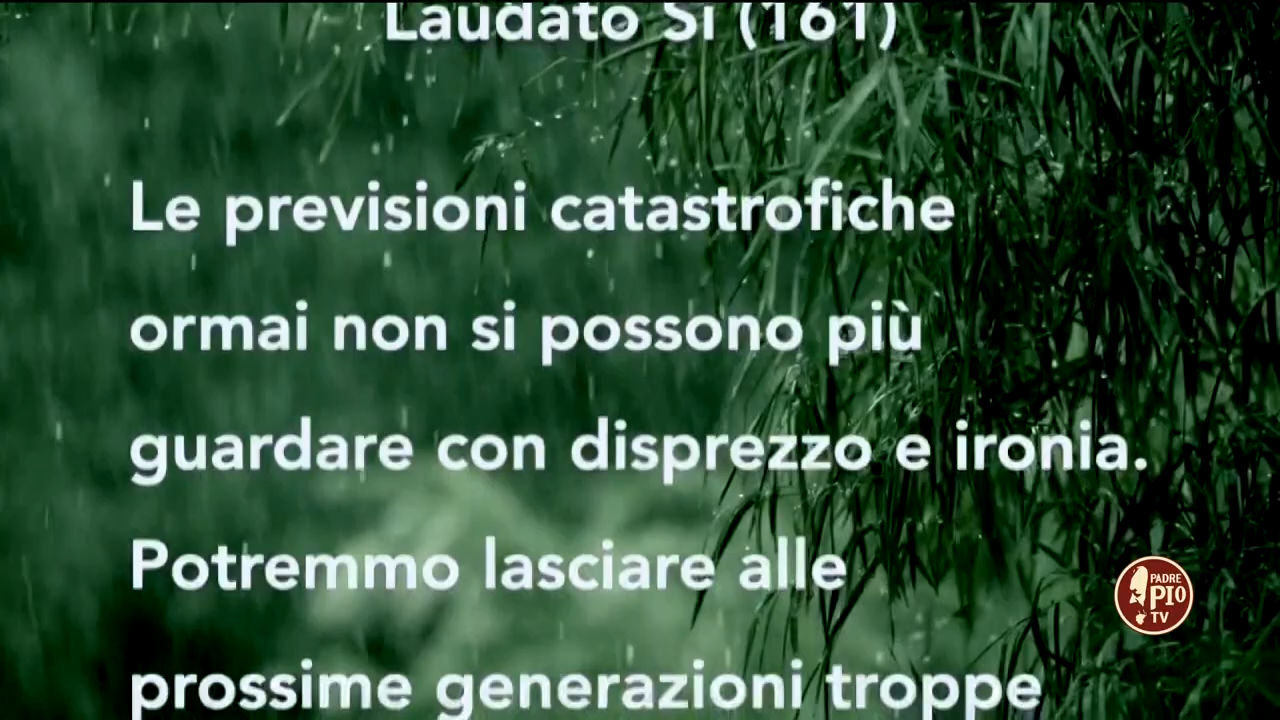 Laudato Si (161)
Le previsioni catastrofiche
ormai non si possono più
guardare con disprezzo e ironia.
Potremmo lasciare alle
prossime generazioni troppe
PADRE
PIO
TV